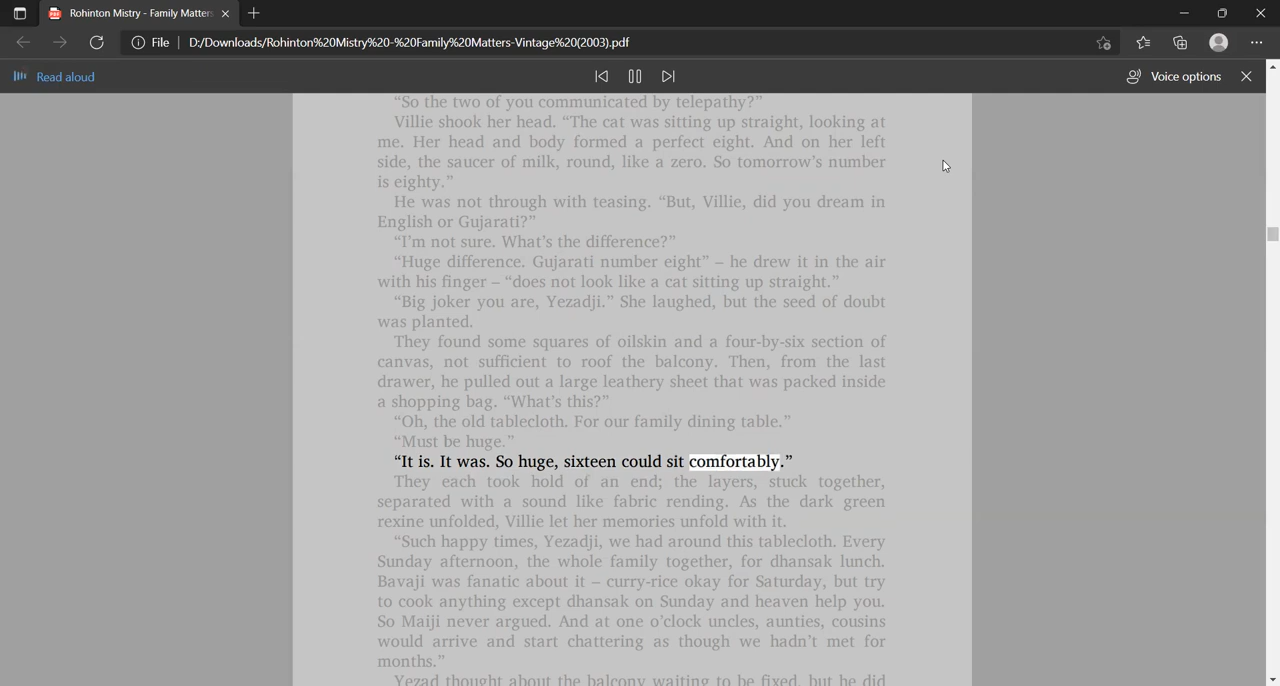 Rohinton Mistry - Family Matters
File D:/Downloads/Rohinton%20Mistry%20-%20Family%20Matters-Vintage%20(2003).pdf
Read aloud Voice options
“So the two of you communicated by telepathy?”
Villie shook her head. “The cat was sitting up straight, looking at
me. Her head and body formed a perfect eight. And on her left
side, the saucer of milk, round, like a zero. So tomorrow’s number
is eighty.”
He was not through with teasing. “But, Villie, did you dream in
English or Gujarati?”
“I’m not sure. What’s the difference?”
“Huge difference. Gujarati number eight” – he drew it in the air
with his finger – “does not look like a cat sitting up straight.”
“Big joker you are, Yezadji.” She laughed, but the seed of doubt
was planted.
They found some squares of oilskin and a four-by-six section of
canvas, not sufficient to roof the balcony. Then, from the last
drawer, he pulled out a large leathery sheet that was packed inside
a shopping bag. “What’s this?”
“Oh, the old tablecloth. For our family dining table.”
“Must be huge.”
“It is. It was. So huge, sixteen could sit comfortably.”
They each took hold of an end; the layers, stuck together,
separated with a sound like fabric rending. As the dark green
rexine unfolded, Villie let her memories unfold with it.
“Such happy times, Yezadji, we had around this tablecloth. Every
Sunday afternoon, the whole family together, for dhansak lunch.
Bavaji was fanatic about it – curry-rice okay for Saturday, but try
to cook anything except dhansak on Sunday and heaven help you.
So Maiji never argued. And at one o’clock uncles, aunties, cousins
would arrive and start chattering as though we hadn’t met for
months.”
Yezad thought about the balcony waiting to be fixed, but he did